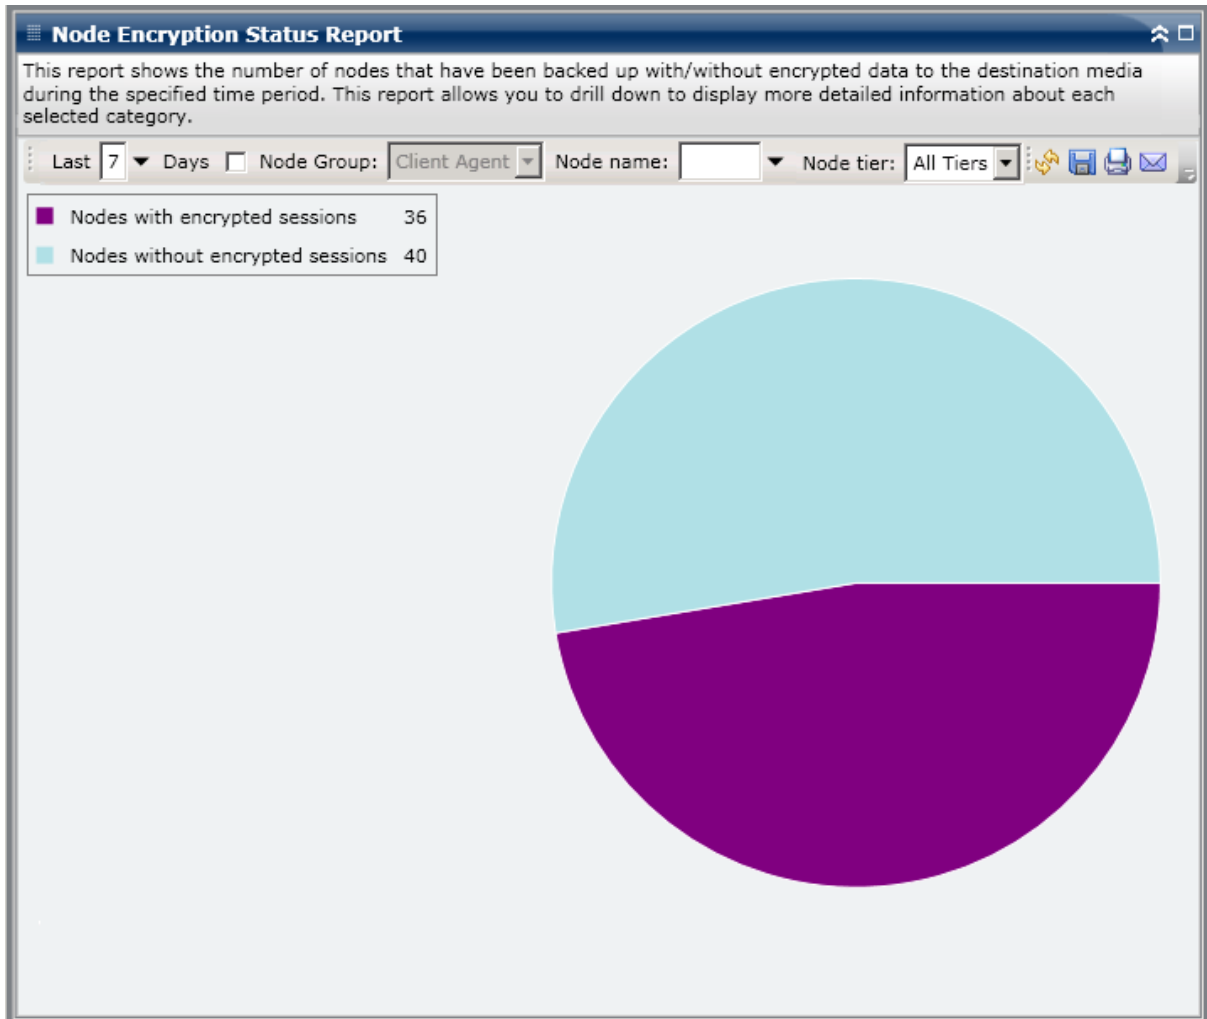 Node Encryption Status Report
This report shows the number of nodes that have been backed up with/without encrypted data to the destination media
during the specified time period. This report allows you to drill down to display more detailed information about each
selected category.
Last 7 Days Node Group: Client Agent Node name: Node tier: All Tiers
Nodes with encrypted sessions 36
Nodes without encrypted sessions 40